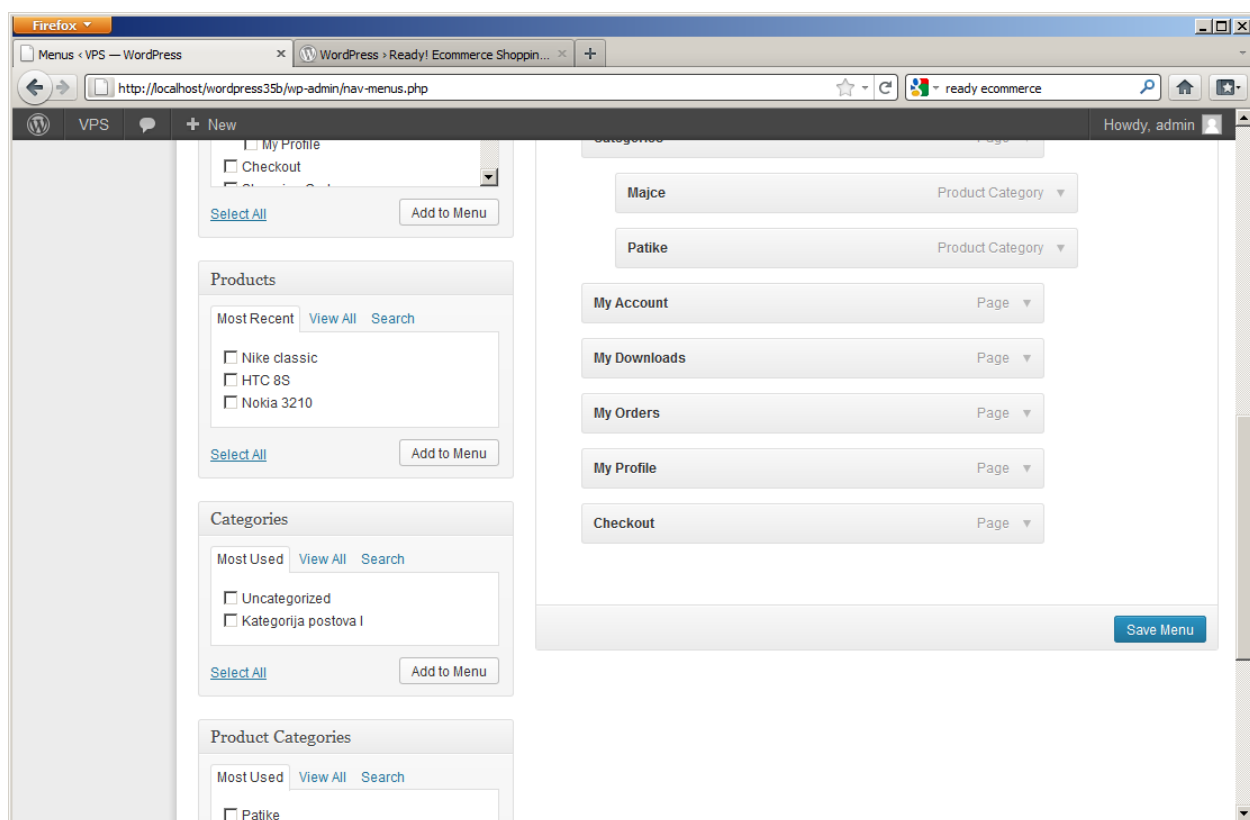 Firefox
Menus ‹ VPS — WordPress
WordPress › Ready! Ecommerce Shoppin...
http://localhost/wordpress35b/wp-admin/nav-menus.php
ready ecommerce
VPS
+ New
Howdy, admin
My Profile
Checkout
Select All
Add to Menu
Products
Most Recent View All Search
Nike classic
HTC 8S
Nokia 3210
Select All
Add to Menu
Categories
Most Used View All Search
Uncategorized
Kategorija postova I
Select All
Add to Menu
Product Categories
Most Used View All Search
Patike
Categories Page
Majce Product Category
Patike Product Category
My Account Page
My Downloads Page
My Orders Page
My Profile Page
Checkout Page
Save Menu